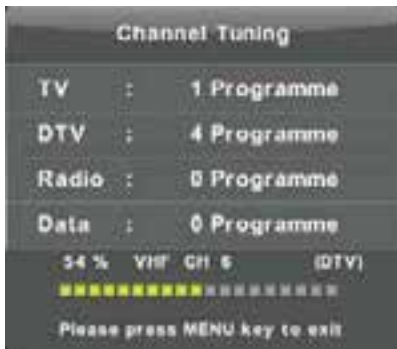 Channel Tuning
TV : 1 Programme
DTV : 4 Programme
Radio : 0 Programme
Data : 0 Programme
54 % VHF CH 6 (DTV)
Please press MENU key to exit